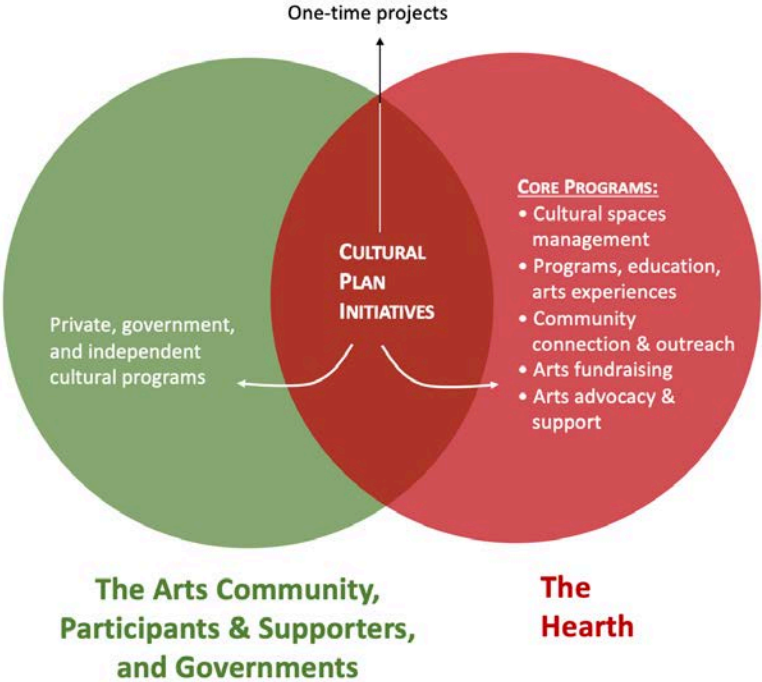 One-time projects
CORE PROGRAMS:
• Cultural spaces
management
• Programs, education,
arts experiences
• Community
connection & outreach
• Arts fundraising
• Arts advocacy &
support
CULTURAL
PLAN
INITIATIVES
Private, government,
and independent
cultural programs
The Arts Community,
Participants & Supporters,
and Governments
The
Hearth